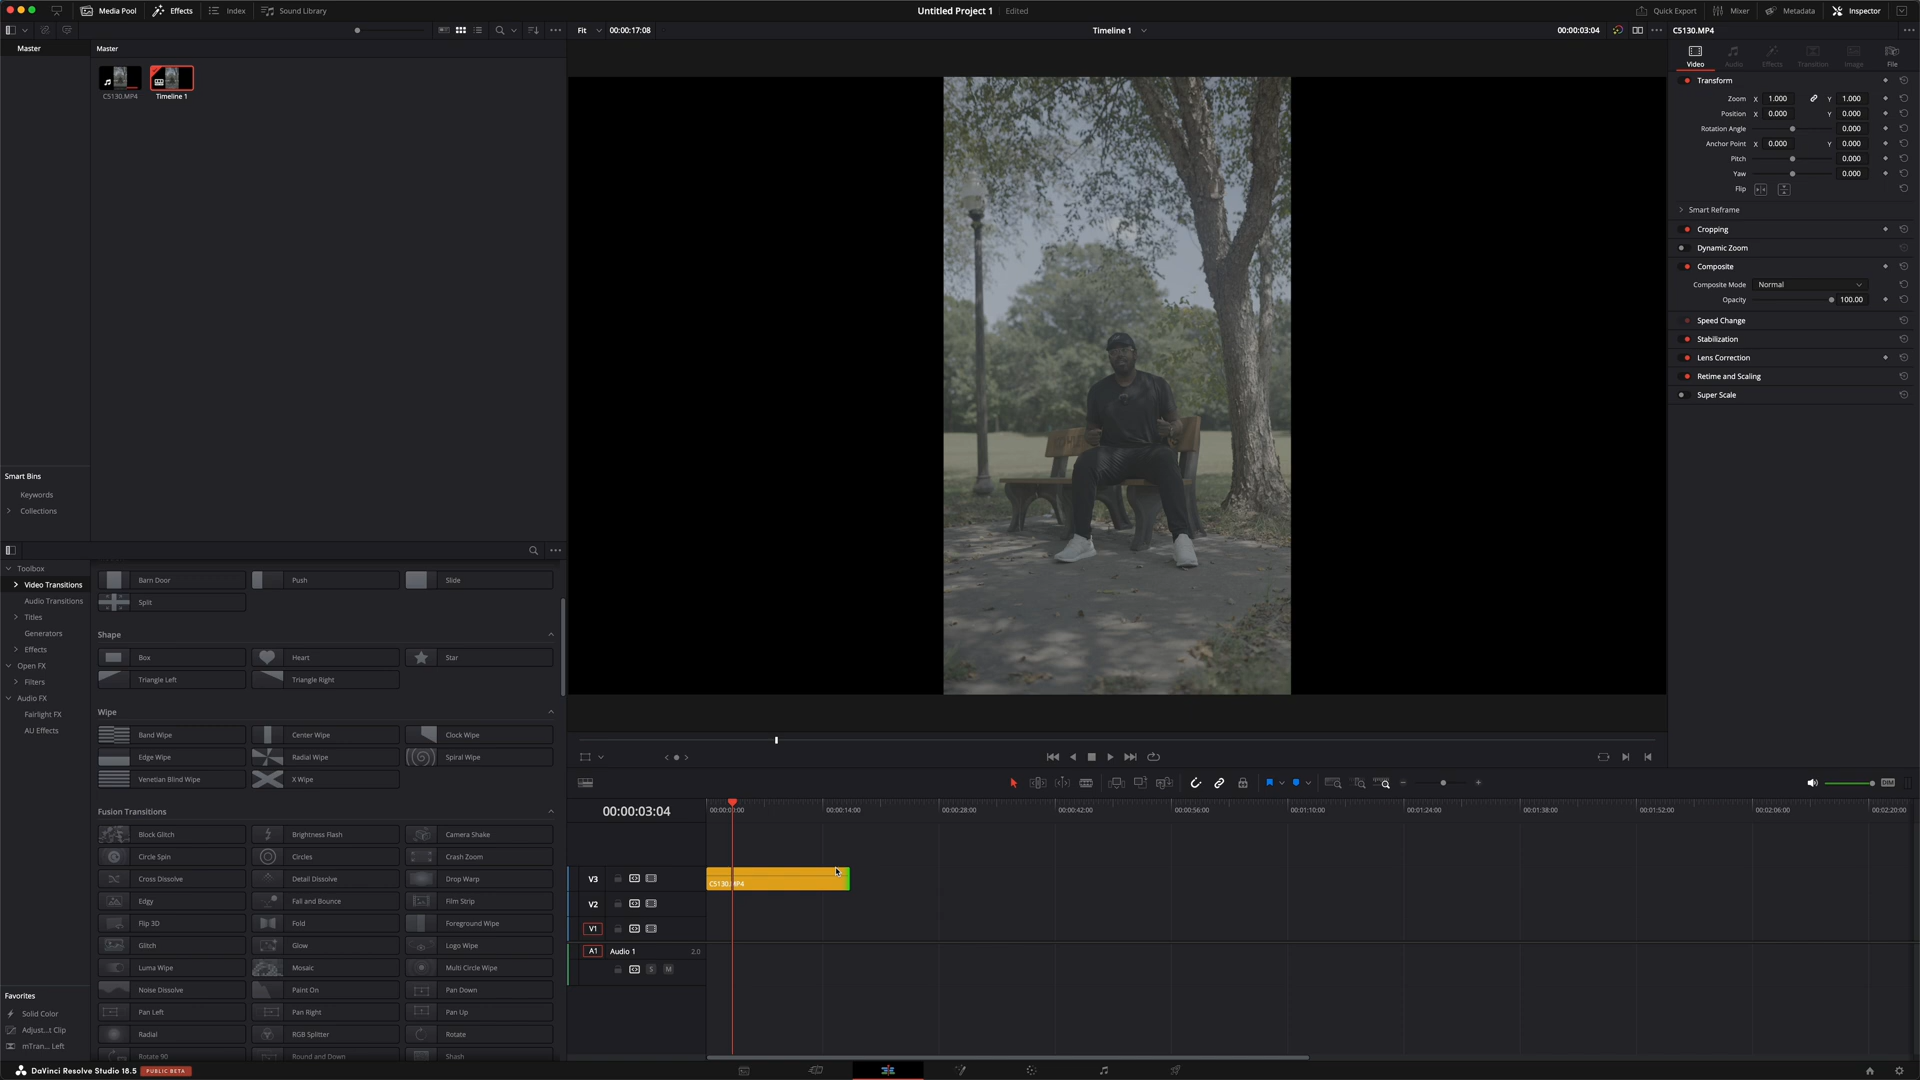 Media Pool Effects Index Sound Library Untitled Project 1 Edited Quick Export Mixer Metadata Inspector
Fit 00:00:17:08 Timeline 1 00:00:03:04 C5130.MP4
Master Master
C5130.MP4 Timeline 1
Smart Bins
Keywords
Collections
Video Audio Effects Transition Image File
Transform
Zoom X 1.000 Y 1.000
Position X 0.000 Y 0.000
Rotation Angle 0.000
Anchor Point X 0.000 Y 0.000
Pitch 0.000
Yaw 0.000
Flip
Smart Reframe
Cropping
Dynamic Zoom
Composite
Composite Mode Normal
Opacity 100.00
Speed Change
Stabilization
Lens Correction
Retime and Scaling
Super Scale
Toolbox
Video Transitions
Audio Transitions
Titles
Generators
Effects
Open FX
Filters
Audio FX
Fairlight FX
AU Effects
Favorites
Solid Color
Adjust...t Clip
mTran... Left
Barn Door Push Slide
Split
Shape
Box Heart Star
Triangle Left Triangle Right
Wipe
Band Wipe Center Wipe Clock Wipe
Edge Wipe Radial Wipe Spiral Wipe
Venetian Blind Wipe X Wipe
Fusion Transitions
Block Glitch Brightness Flash Camera Shake
Circle Spin Circles Crash Zoom
Cross Dissolve Detail Dissolve Drop Warp
Edgy Fall and Bounce Film Strip
Flip 3D Fold Foreground Wipe
Glitch Glow Logo Wipe
Luma Wipe Mosaic Multi Circle Wipe
Noise Dissolve Paint On Pan Down
Pan Left Pan Right Pan Up
Radial RGB Splitter Rotate
Rotate 90 Round and Down Slash
DIM
00:00:03:04 00:00:00:00 00:00:14:00 00:00:28:00 00:00:42:00 00:00:56:00 00:01:10:00 00:01:24:00 00:01:38:00 00:01:52:00 00:02:06:00 00:02:20:00
V3 C5130.MP4
V2
V1
A1 Audio 1 2.0
S M
DaVinci Resolve Studio 18.5 PUBLIC BETA